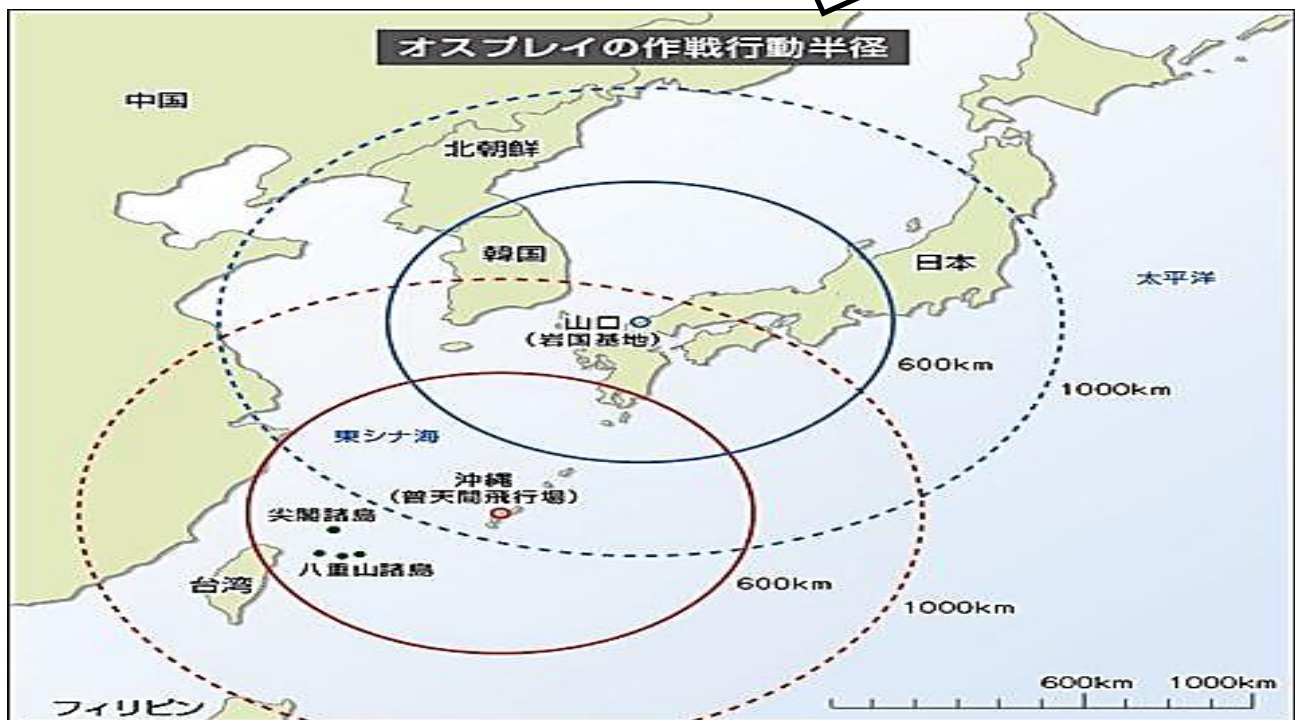 オスプレイの作戦行動半径
中国
北朝鮮
韓国
日本
太平洋
山口
(岩国基地)
600km
1000km
東シナ海
沖縄
(普天間飛行場)
尖閣諸島
八重山諸島
台湾
600km
1000km
フィリピン
600km 1000km